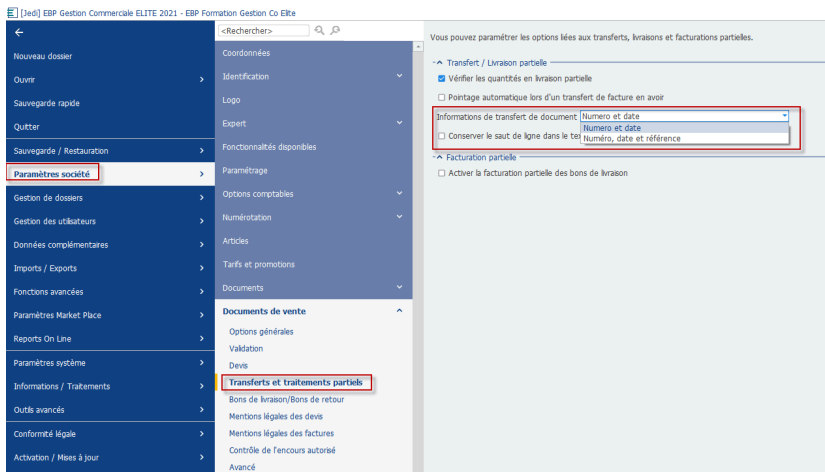 [Jedi] EBP Gestion Commerciale ELITE 2021 - EBP Formation Gestion Co Elite
Nouveau dossier
Ouvrir
Sauvegarde rapide
Quitter
Sauvegarde / Restauration
Paramètres société
Gestion de dossiers
Gestion des utilisateurs
Données complémentaires
Imports / Exports
Fonctions avancées
Paramètres Market Place
Reports On Line
Paramètres système
Informations / Traitements
Outils avancés
Conformité légale
Activation / Mises à jour
<Rechercher>
Coordonnées
Identification
Logo
Expert
Fonctionnalités disponibles
Paramétrage
Options comptables
Numérotation
Articles
Tarifs et promotions
Documents
Documents de vente
Options générales
Validation
Devis
Transferts et traitements partiels
Bons de livraison/Bons de retour
Mentions légales des devis
Mentions légales des factures
Contrôle de l'encours autorisé
Avancé
Vous pouvez paramétrer les options liées aux transferts, livraisons et facturations partielles.
Transfert / Livraison partielle
Vérifier les quantités en livraison partielle
Pointage automatique lors d'un transfert de facture en avoir
Informations de transfert de document Numero et date
Numero et date
Conserver le saut de ligne dans le te
Numéro, date et référence
Facturation partielle
Activer la facturation partielle des bons de livraison